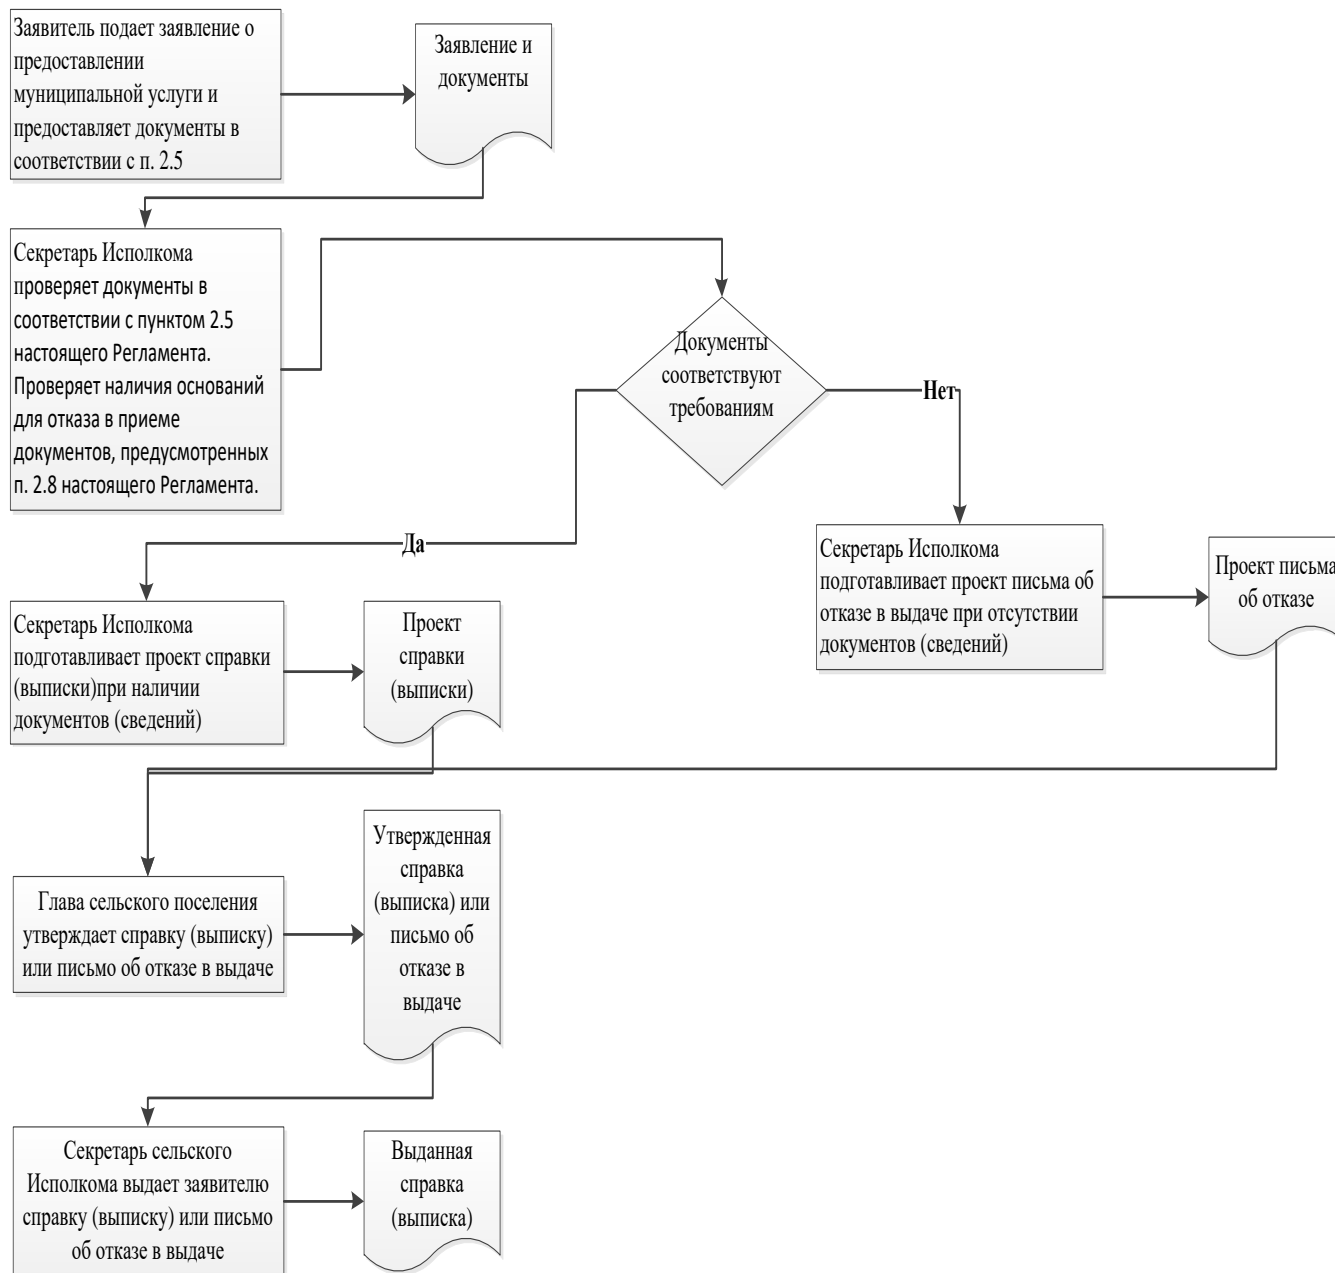 Заявитель подает заявление о
предоставлении
муниципальной услуги и
предоставляет документы в
соответствии с п. 2.5
Заявление и
документы
Секретарь Исполкома
проверяет документы в
соответствии с пунктом 2.5
настоящего Регламента.
Проверяет наличия оснований
для отказа в приеме
документов, предусмотренных
п. 2.8 настоящего Регламента.
Документы
соответствуют
требованиям
Нет
Да
Секретарь Исполкома
подготавливает проект письма об
отказе в выдаче при отсутствии
документов (сведений)
Проект письма
об отказе
Секретарь Исполкома
подготавливает проект справки
(выписки)при наличии
документов (сведений)
Проект
справки
(выписки)
Глава сельского поселения
утверждает справку (выписку)
или письмо об отказе в выдаче
Утвержденная
справка
(выписка) или
письмо об
отказе в
выдаче
Секретарь сельского
Исполкома выдает заявителю
справку (выписку) или письмо
об отказе в выдаче
Выданная
справка
(выписка)